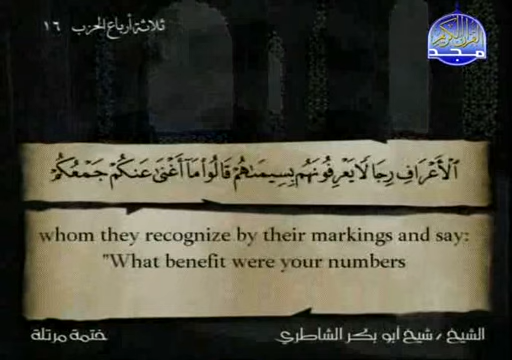 ثلاثة أرباع الحزب ١٦
القرآن الكريم
مجد
ٱلۡأَعۡرَافِ رِجَالٗا يَعۡرِفُونَهُم بِسِيمَىٰهُمۡ قَالُواْ مَآ أَغۡنَىٰ عَنكُمۡ جَمۡعُكُمۡ
whom they recognize by their markings and say:
"What benefit were your numbers
الشيخ / شيخ أبو بكر الشاطري
ختمة مرتلة